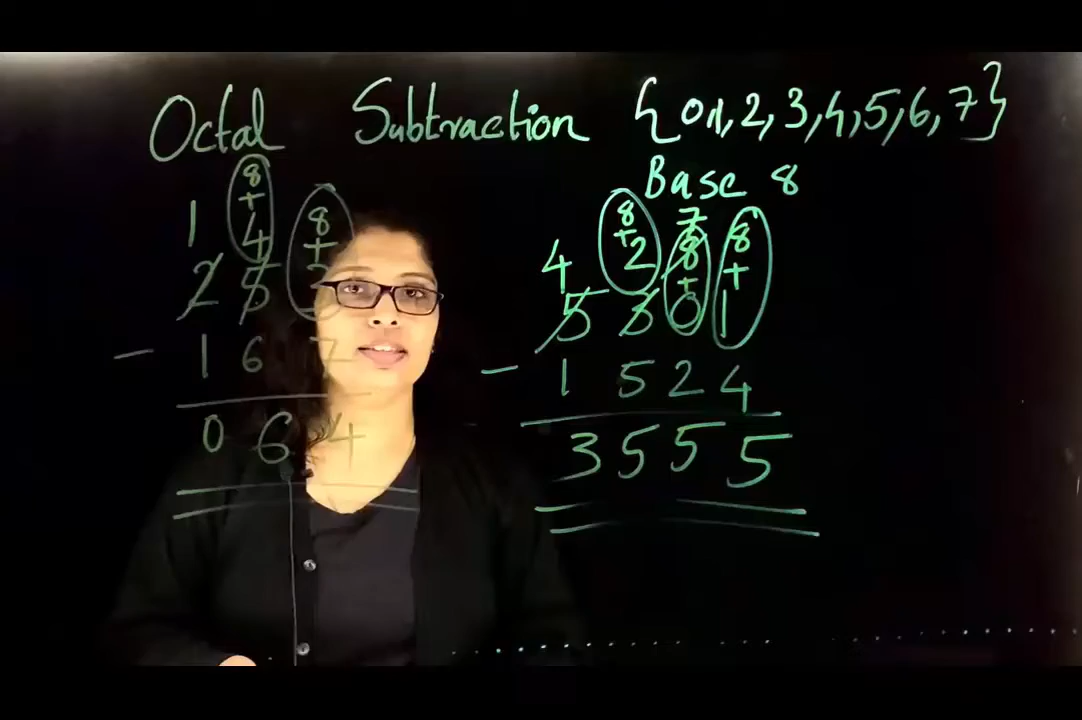 Octal Subtraction {0,1,2,3,4,5,6,7}
Base 8
8
+
1 4 8
+
2 5 3
- 1 6 7
0 6 4
8 7
+ 8 8
4 2 + +
5 3 0 1
- 1 5 2 4
3 5 5 5